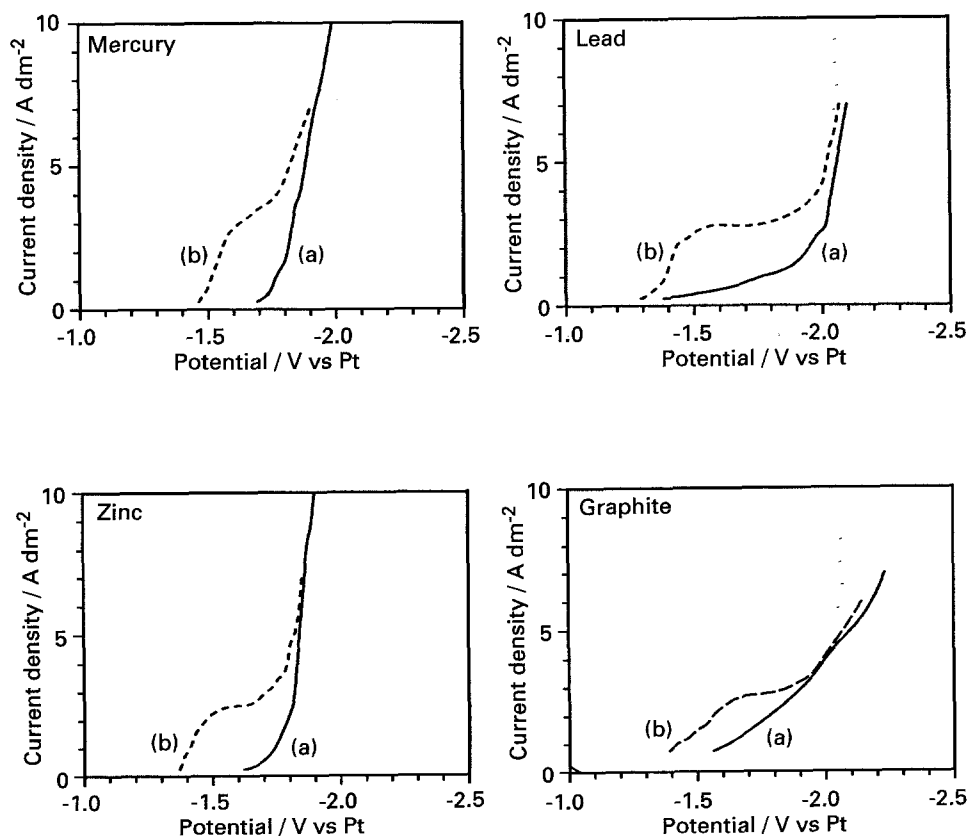 Mercury
Current density / A dm-2
10
5
0
(b)
(a)
-1.0 -1.5 -2.0 -2.5
Potential / V vs Pt
Lead
Current density / A dm-2
10
5
0
(b)
(a)
-1.0 -1.5 -2.0 -2.5
Potential / V vs Pt
Zinc
Current density / A dm-2
10
5
0
(b)
(a)
-1.0 -1.5 -2.0 -2.5
Potential / V vs Pt
Graphite
Current density / A dm-2
10
5
0
(b)
(a)
-1.0 -1.5 -2.0 -2.5
Potential / V vs Pt